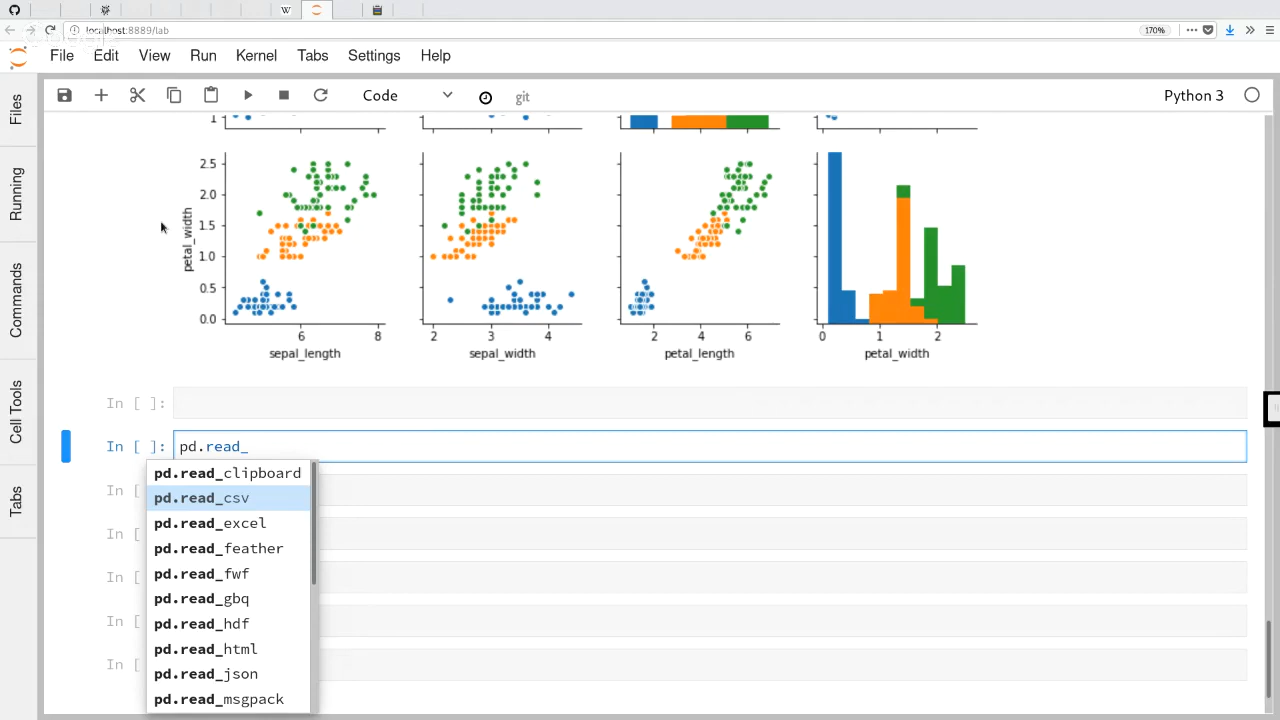 W
localhost:8889/lab
170%
File Edit View Run Kernel Tabs Settings Help
Files
Running
Commands
Cell Tools
Tabs
Code
git
Python 3
1
2.5
2.0
1.5
1.0
0.5
0.0
petal_width
6 8
2 3 4
2 4 6
0 1 2
sepal_length
sepal_width
petal_length
petal_width
In [ ]:
In [ ]: pd.read_
pd.read_clipboard
In [ pd.read_csv
pd.read_excel
In [
pd.read_feather
In [ pd.read_fwf
pd.read_gbq
In [ pd.read_hdf
pd.read_html
In [ pd.read_json
pd.read_msgpack